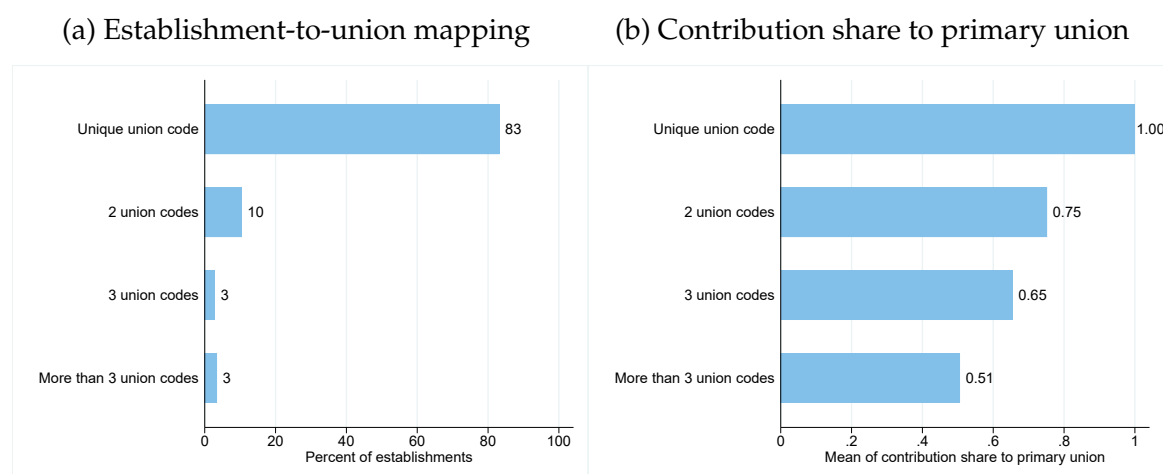 (a) Establishment-to-union mapping
Unique union code
83
2 union codes
10
3 union codes
3
More than 3 union codes
3
0 20 40 60 80 100
Percent of establishments
(b) Contribution share to primary union
Unique union code
1.00
2 union codes
0.75
3 union codes
0.65
More than 3 union codes
0.51
0 .2 .4 .6 .8 1
Mean of contribution share to primary union